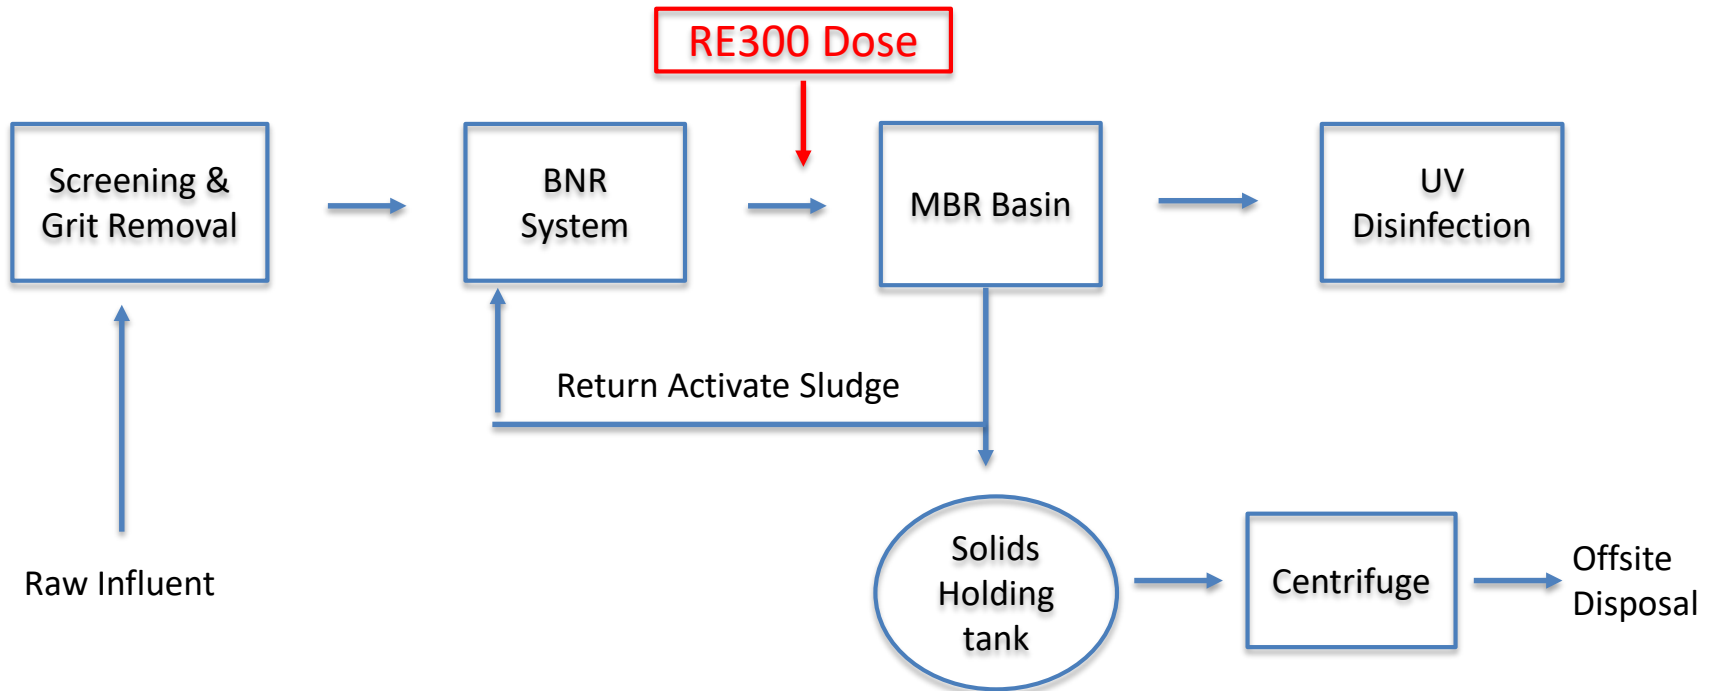 RE300 Dose
Screening &
Grit Removal
BNR
System
MBR Basin
UV
Disinfection
Return Activate Sludge
Raw Influent
Solids
Holding
tank
Centrifuge
Offsite
Disposal